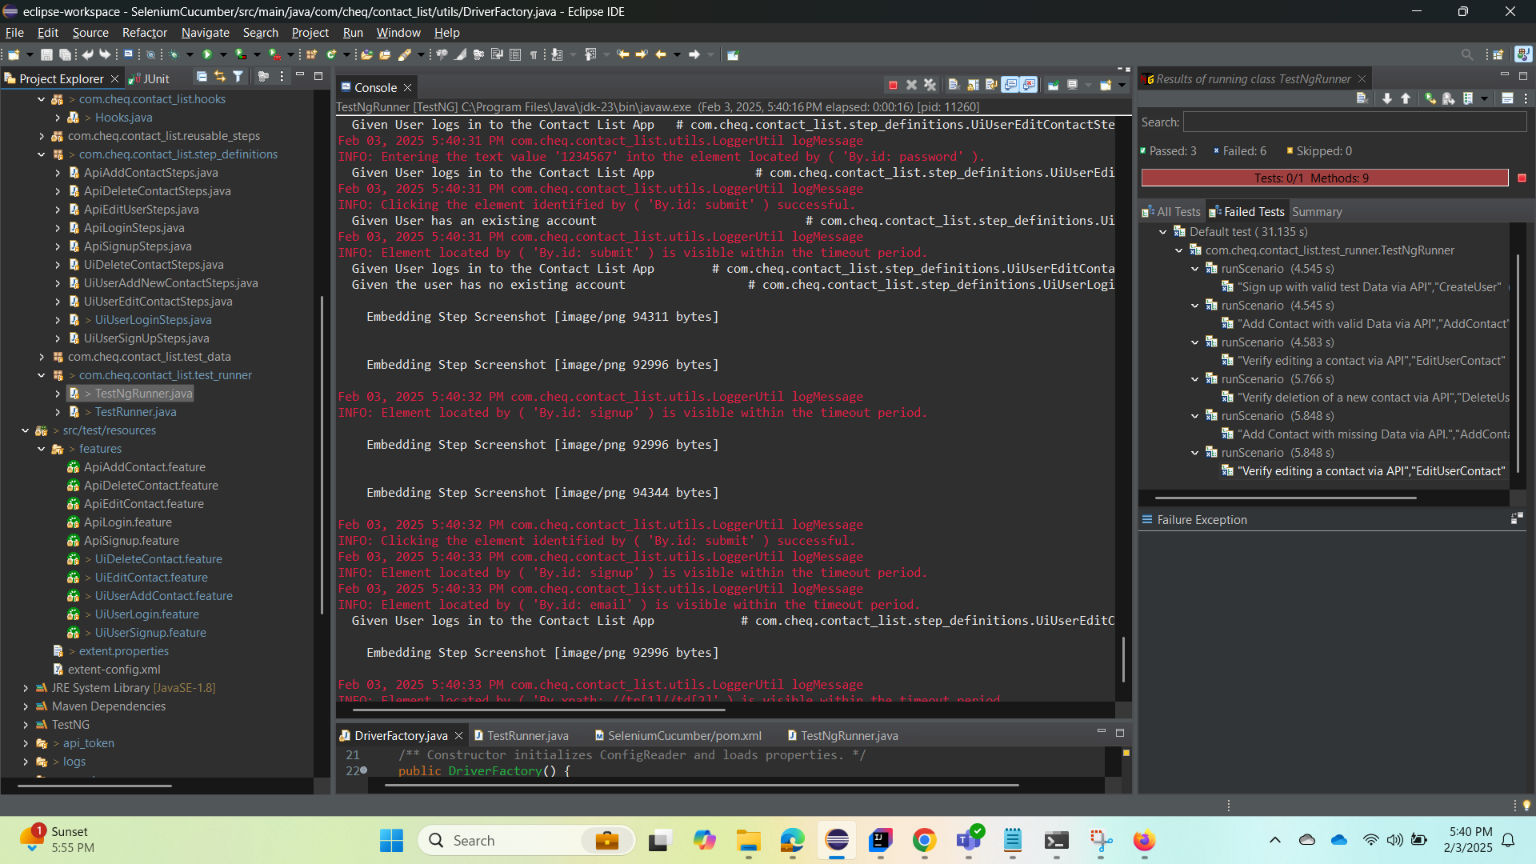 eclipse-workspace - SeleniumCucumber/src/main/java/com/cheq/contact_list/utils/DriverFactory.java - Eclipse IDE
File Edit Source Refactor Navigate Search Project Run Window Help
Project Explorer JUnit
com.cheq.contact_list.hooks
> Hooks.java
com.cheq.contact_list.reusable_steps
> com.cheq.contact_list.step_definitions
ApiAddContactSteps.java
ApiDeleteContactSteps.java
ApiEditUserSteps.java
ApiLoginSteps.java
ApiSignupSteps.java
UiDeleteContactSteps.java
UiUserAddNewContactSteps.java
UiUserEditContactSteps.java
> UiUserLoginSteps.java
UiUserSignUpSteps.java
com.cheq.contact_list.test_data
> com.cheq.contact_list.test_runner
> TestNgRunner.java
> TestRunner.java
> src/test/resources
> features
ApiAddContact.feature
ApiDeleteContact.feature
ApiEditContact.feature
ApiLogin.feature
ApiSignup.feature
> UiDeleteContact.feature
> UiEditContact.feature
> UiUserAddContact.feature
> UiUserLogin.feature
> UiUserSignup.feature
> extent.properties
extent-config.xml
JRE System Library [JavaSE-1.8]
Maven Dependencies
TestNG
> api_token
> logs
Console
TestNgRunner [TestNG] C:\Program Files\Java\jdk-23\bin\javaw.exe (Feb 3, 2025, 5:40:16 PM elapsed: 0:00:16) [pid: 11260]
Given User logs in to the Contact List App # com.cheq.contact_list.step_definitions.UiUserEditContactSte
Feb 03, 2025 5:40:31 PM com.cheq.contact_list.utils.LoggerUtil logMessage
INFO: Entering the text value '1234567' into the element located by ( 'By.id: password' ).
Given User logs in to the Contact List App # com.cheq.contact_list.step_definitions.UiUserEdi
Feb 03, 2025 5:40:31 PM com.cheq.contact_list.utils.LoggerUtil logMessage
INFO: Clicking the element identified by ( 'By.id: submit' ) successful.
Given User has an existing account # com.cheq.contact_list.step_definitions.Ui
Feb 03, 2025 5:40:31 PM com.cheq.contact_list.utils.LoggerUtil logMessage
INFO: Element located by ( 'By.id: submit' ) is visible within the timeout period.
Given User logs in to the Contact List App # com.cheq.contact_list.step_definitions.UiUserEditConta
Given the user has no existing account # com.cheq.contact_list.step_definitions.UiUserLogi
Embedding Step Screenshot [image/png 94311 bytes]
Embedding Step Screenshot [image/png 92996 bytes]
Feb 03, 2025 5:40:32 PM com.cheq.contact_list.utils.LoggerUtil logMessage
INFO: Element located by ( 'By.id: signup' ) is visible within the timeout period.
Embedding Step Screenshot [image/png 92996 bytes]
Embedding Step Screenshot [image/png 94344 bytes]
Feb 03, 2025 5:40:32 PM com.cheq.contact_list.utils.LoggerUtil logMessage
INFO: Clicking the element identified by ( 'By.id: submit' ) successful.
Feb 03, 2025 5:40:33 PM com.cheq.contact_list.utils.LoggerUtil logMessage
INFO: Element located by ( 'By.id: signup' ) is visible within the timeout period.
Feb 03, 2025 5:40:33 PM com.cheq.contact_list.utils.LoggerUtil logMessage
INFO: Element located by ( 'By.id: email' ) is visible within the timeout period.
Given User logs in to the Contact List App # com.cheq.contact_list.step_definitions.UiUserEditC
Embedding Step Screenshot [image/png 92996 bytes]
Feb 03, 2025 5:40:33 PM com.cheq.contact_list.utils.LoggerUtil logMessage
INFO: Element located by ( 'By.xpath: //tr[1]//td[2]' ) is visible within the timeout period.
DriverFactory.java TestRunner.java SeleniumCucumber/pom.xml TestNgRunner.java
21 /** Constructor initializes ConfigReader and loads properties. */
22 public DriverFactory() {
Results of running class TestNgRunner
Search:
Passed: 3 Failed: 6 Skipped: 0
Tests: 0/1 Methods: 9
All Tests Failed Tests Summary
Default test ( 31.135 s)
com.cheq.contact_list.test_runner.TestNgRunner
runScenario (4.545 s)
"Sign up with valid test Data via API","CreateUser" (
runScenario (4.545 s)
"Add Contact with valid Data via API","AddContact"
runScenario (4.583 s)
"Verify editing a contact via API","EditUserContact"
runScenario (5.766 s)
"Verify deletion of a new contact via API","DeleteUs
runScenario (5.848 s)
"Add Contact with missing Data via API.","AddConta
runScenario (5.848 s)
"Verify editing a contact via API","EditUserContact"
Failure Exception
1
Sunset
5:55 PM
Search
5:40 PM
2/3/2025